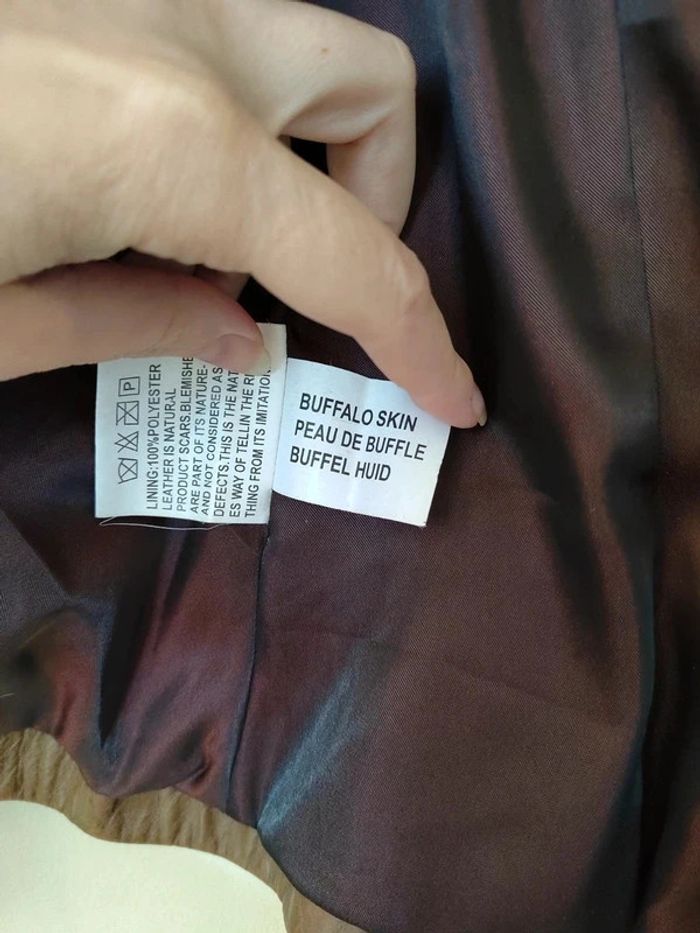 LINING:100%POLYESTER
LEATHER IS NATURAL
PRODUCT SCARS.BLEMISHE
ARE PART OF ITS NATURE-
AND NOT CONSIDERED AS
DEFECTS.THIS IS THE NAT
ES WAY OF TELLIN THE RI
THING FROM ITS IMITATION.
P
BUFFALO SKIN
PEAU DE BUFFLE
BUFFEL HUID